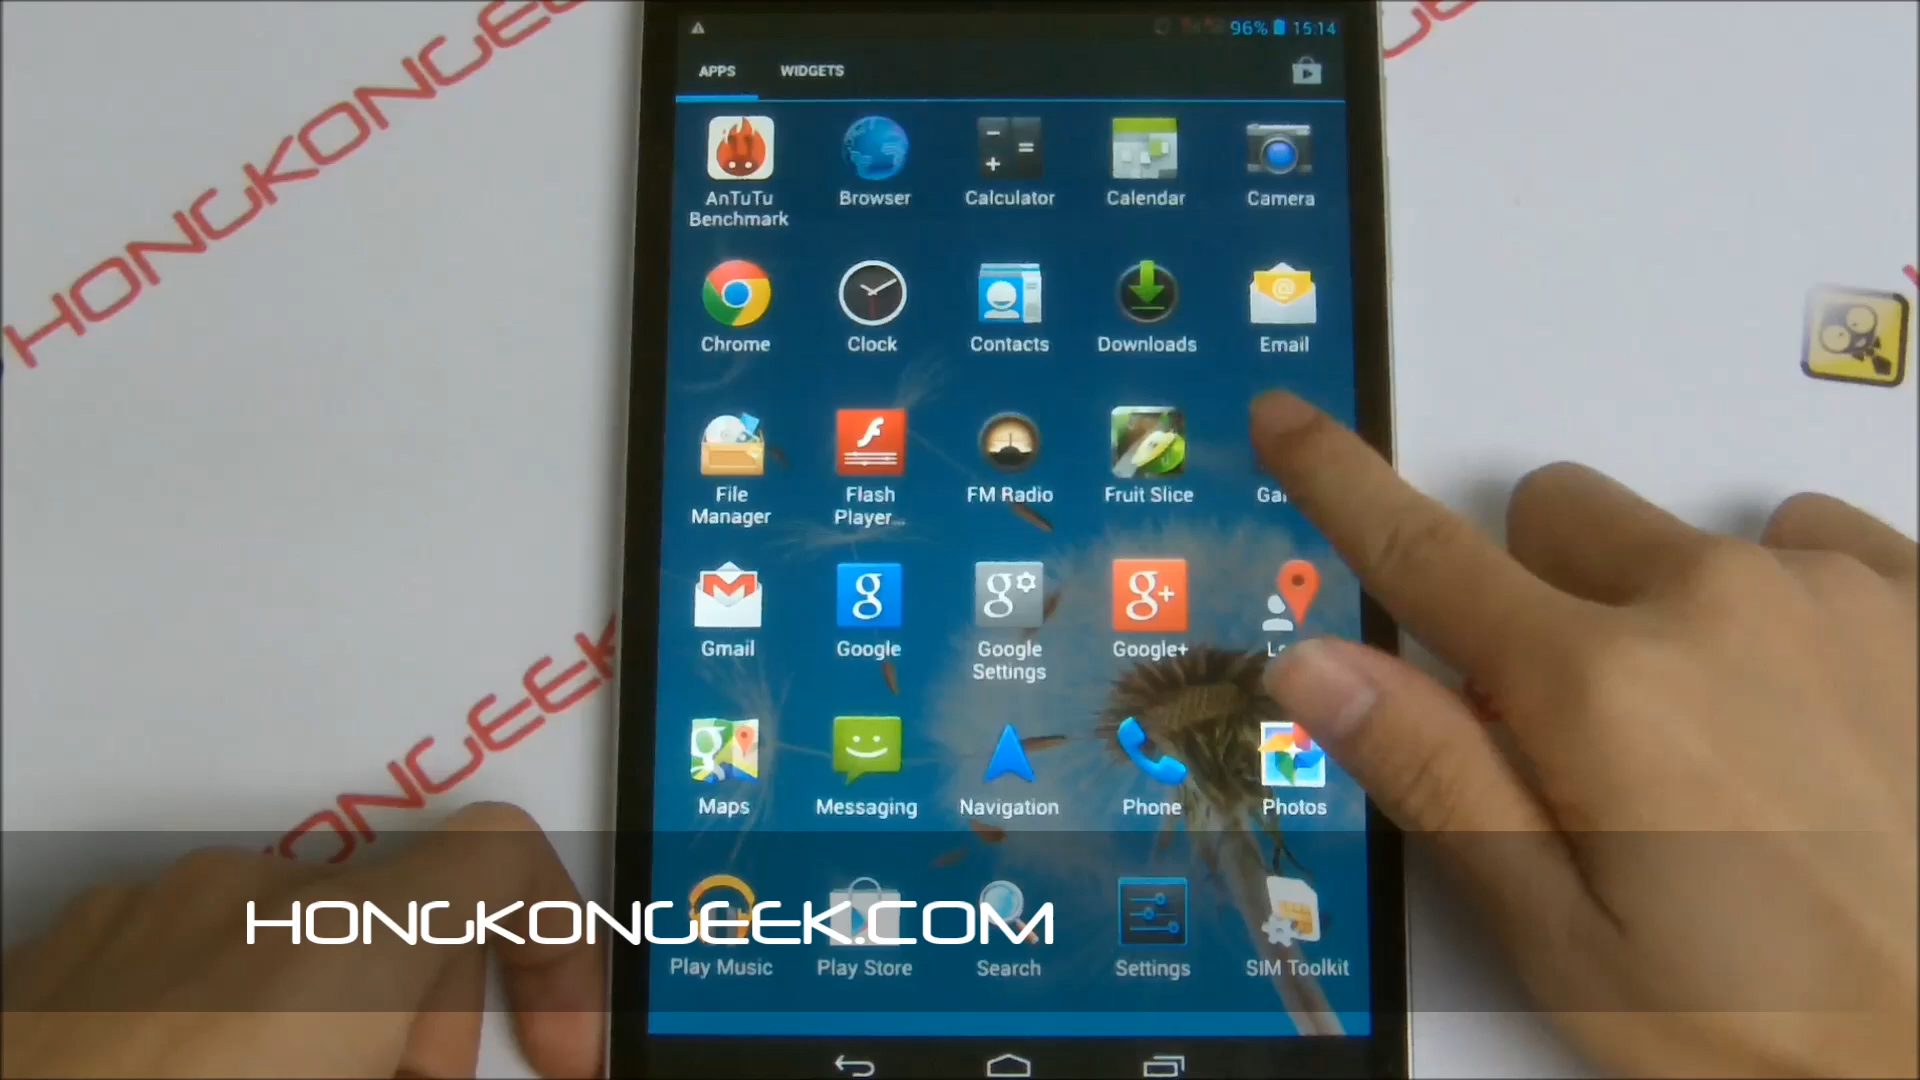 HONGKONGEEK
96% 15:14
APPS WIDGETS
AnTuTu Benchmark
Browser
Calculator
Calendar
Camera
Chrome
Clock
Contacts
Downloads
Email
File Manager
Flash Player...
FM Radio
Fruit Slice
Gmail
Google
Google Settings
Google+
Maps
Messaging
Navigation
Phone
Photos
HONGKONGEEK
HONGKONGEEK.COM
Play Music
Play Store
Search
Settings
SIM Toolkit